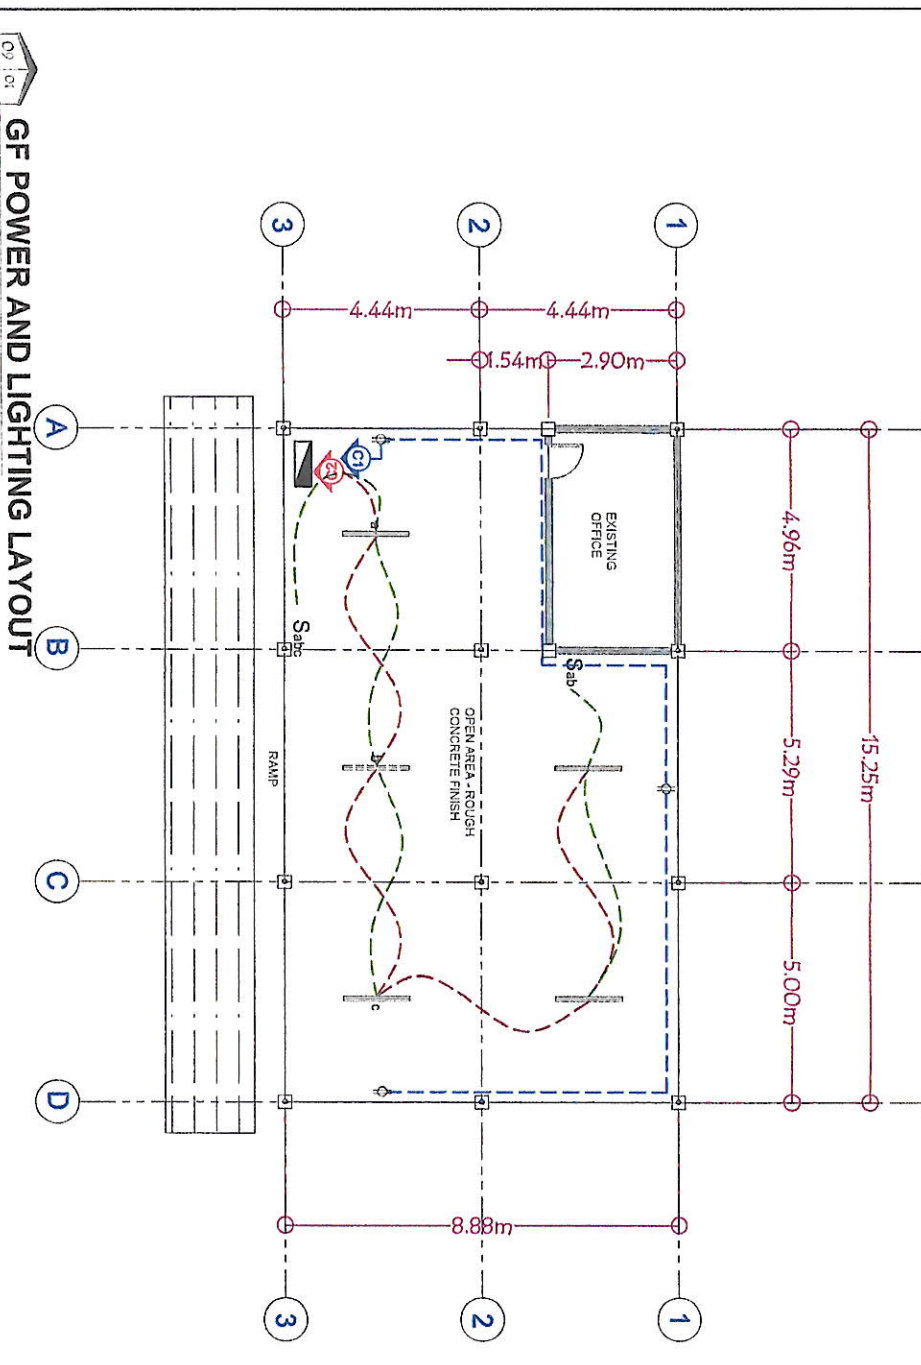 15.25m
4.96m
5.29m
5.00m
1
2
3
4.44m
4.44m
2.90m
1.54m
EXISTING
OFFICE
Sab
OPEN AREA - ROUGH
CONCRETE FINISH
C1
C2
a
c
Sabc
RAMP
8.88m
1
2
3
A
B
C
D
GF POWER AND LIGHTING LAYOUT
09
01